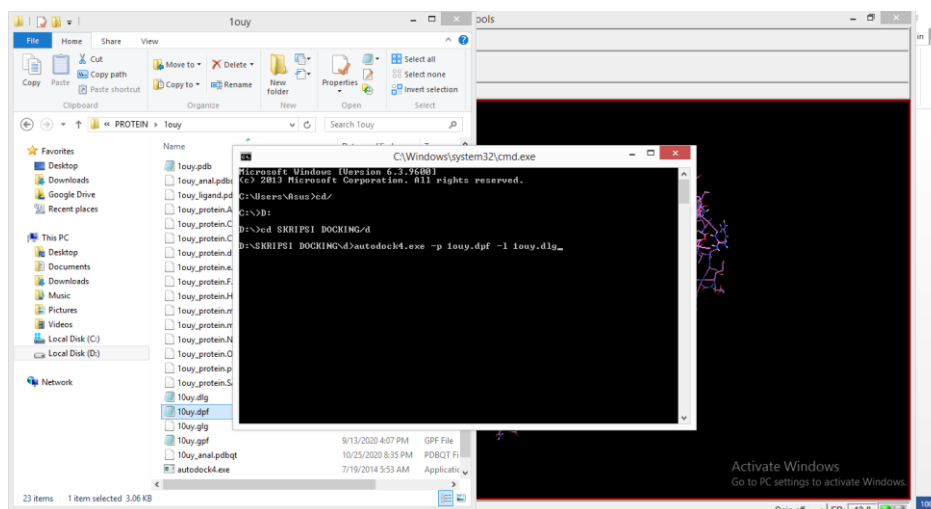 1ouy
ools
File Home Share View
in
Copy
Paste
Cut
Copy path
Paste shortcut
Move to
Copy to
Delete
Rename
New folder
Properties
Select all
Select none
Invert selection
Clipboard Organize New Open Select
« PROTEIN 1ouy
Search 1ouy
Name
Favorites
Desktop
Downloads
Google Drive
Recent places
This PC
Desktop
Documents
Downloads
Music
Pictures
Videos
Local Disk (C:)
Local Disk (D:)
Network
1ouy.pdb
1ouy_anal.pdb
1ouy_ligand.pd
1ouy_protein.A
1ouy_protein.C
1ouy_protein.C
1ouy_protein.d
1ouy_protein.e.
1ouy_protein.F.
1ouy_protein.H
1ouy_protein.m
1ouy_protein.m
1ouy_protein.N
1ouy_protein.O
1ouy_protein.p
1ouy_protein.S
10uy.dlg
10uy.dpf
10uy.glg
10uy.gpf 9/13/2020 4:07 PM GPF File
10uy_anal.pdbqt 10/25/2020 8:35 PM PDBQT Fi
autodock4.exe 7/19/2014 5:53 AM Applicatic
23 items 1 item selected 3.06 KB
C:\Windows\system32\cmd.exe
Microsoft Windows [Version 6.3.9600]
(c) 2013 Microsoft Corporation. All rights reserved.
C:\Users\Asus>cd/
C:\>D:
D:\>cd SKRIPSI DOCKING/d
D:\SKRIPSI DOCKING\d>autodock4.exe -p 1ouy.dpf -l 1ouy.dlg_
Activate Windows
Go to PC settings to activate Windows.
100